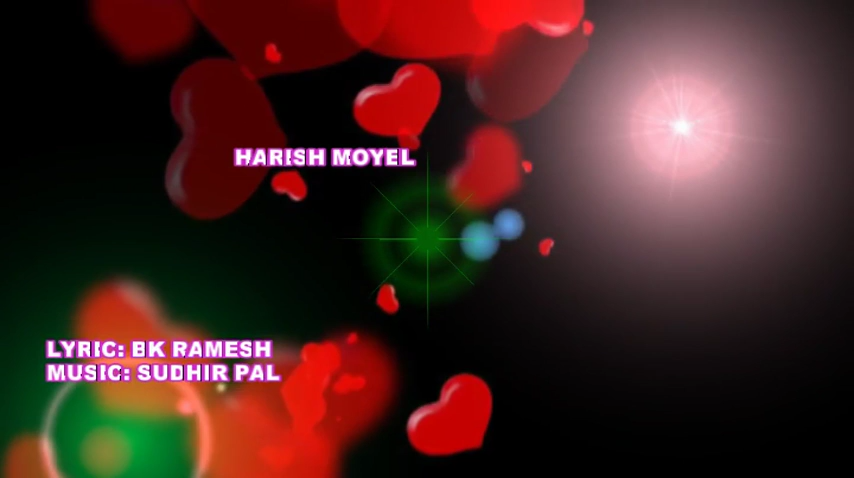 HARISH MOYEL
LYRIC: BK RAMESH
MUSIC: SUDHIR PAL